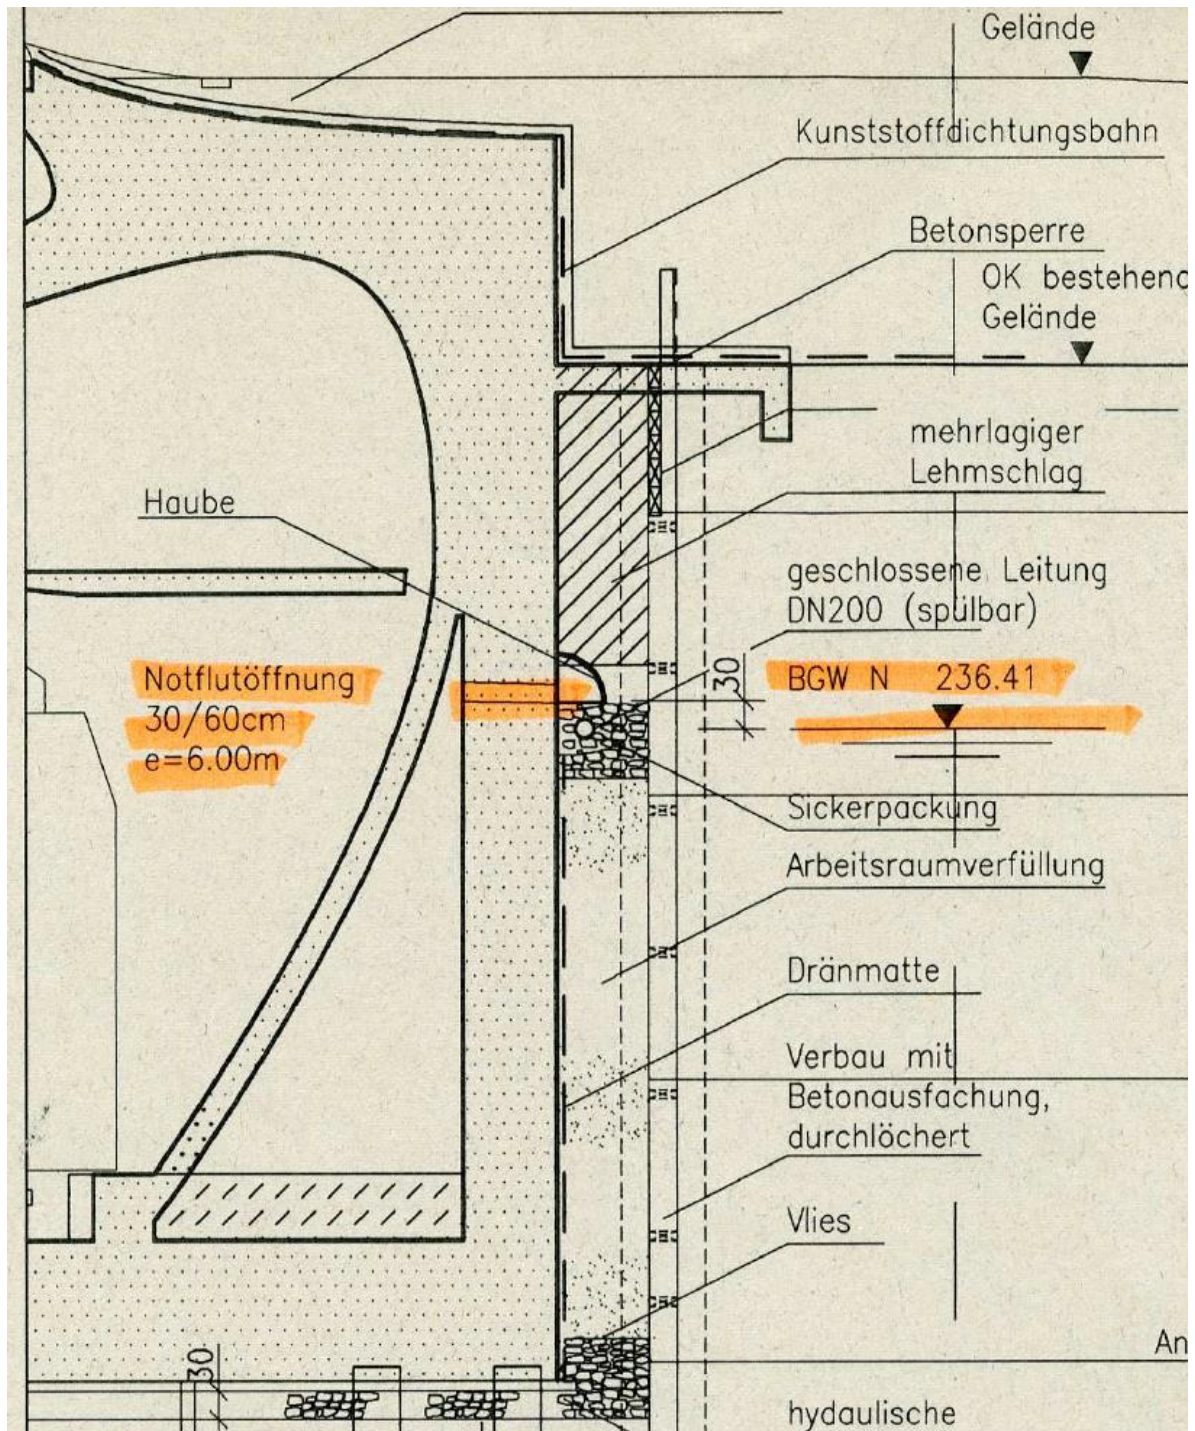 Gelände
Kunststoffdichtungsbahn
Betonsperre
OK bestehend
Gelände
mehrlagiger
Lehmschlag
Haube
geschlossene Leitung
DN200 (spülbar)
Notflutöffnung
30/60cm
e=6.00m
30
BGW N 236.41
Sickerpackung
Arbeitsraumverfüllung
Dränmatte
Verbau mit
Betonausfachung,
durchlöchert
Vlies
An
30
hydaulische